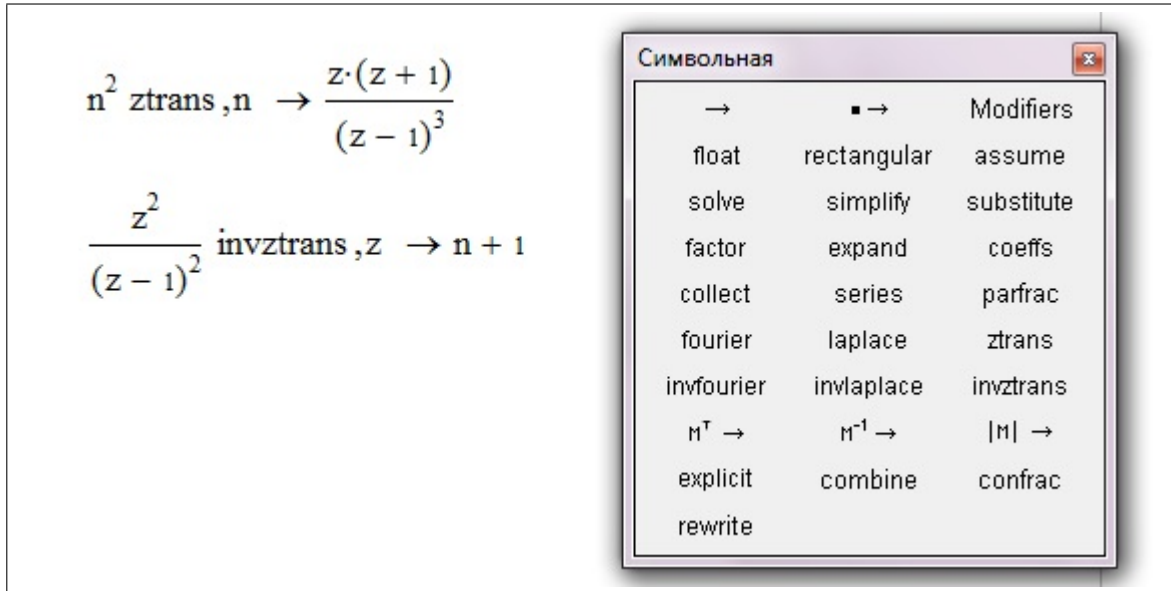 n² ztrans ,n → z·(z + 1) / (z − 1)³
z² / (z − 1)² invztrans ,z → n + 1
Символьная
→ ▪ → Modifiers
float rectangular assume
solve simplify substitute
factor expand coeffs
collect series parfrac
fourier laplace ztrans
invfourier invlaplace invztrans
Mᵀ → M⁻¹ → |M| →
explicit combine confrac
rewrite